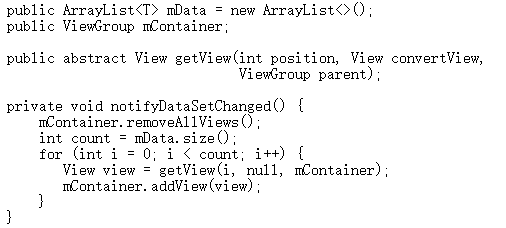 public ArrayList<T> mData = new ArrayList<>();
public ViewGroup mContainer;

public abstract View getView(int position, View convertView,
                             ViewGroup parent);

private void notifyDataSetChanged() {
    mContainer.removeAllViews();
    int count = mData.size();
    for (int i = 0; i < count; i++) {
        View view = getView(i, null, mContainer);
        mContainer.addView(view);
    }
}